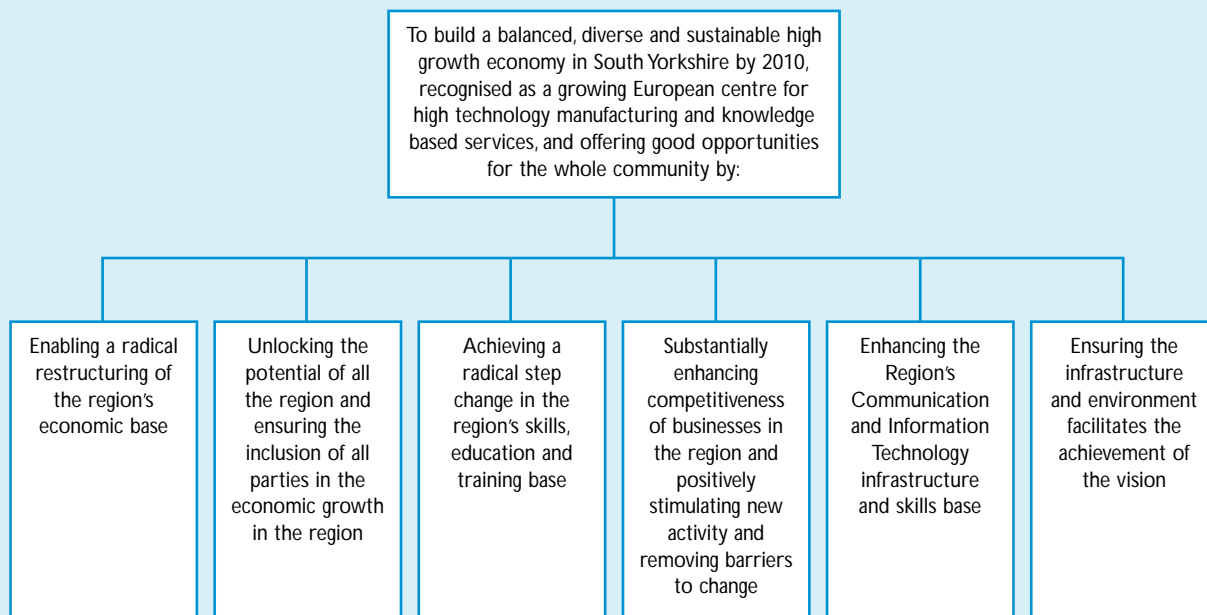 To build a balanced, diverse and sustainable high
growth economy in South Yorkshire by 2010,
recognised as a growing European centre for
high technology manufacturing and knowledge
based services, and offering good opportunities
for the whole community by:
Enabling a radical
restructuring of
the region's
economic base
Unlocking the
potential of all
the region and
ensuring the
inclusion of all
parties in the
economic growth
in the region
Achieving a
radical step
change in the
region's skills,
education and
training base
Substantially
enhancing
competitiveness
of businesses in
the region and
positively
stimulating new
activity and
removing barriers
to change
Enhancing the
Region's
Communication
and Information
Technology
infrastructure
and skills base
Ensuring the
infrastructure
and environment
facilitates the
achievement of
the vision